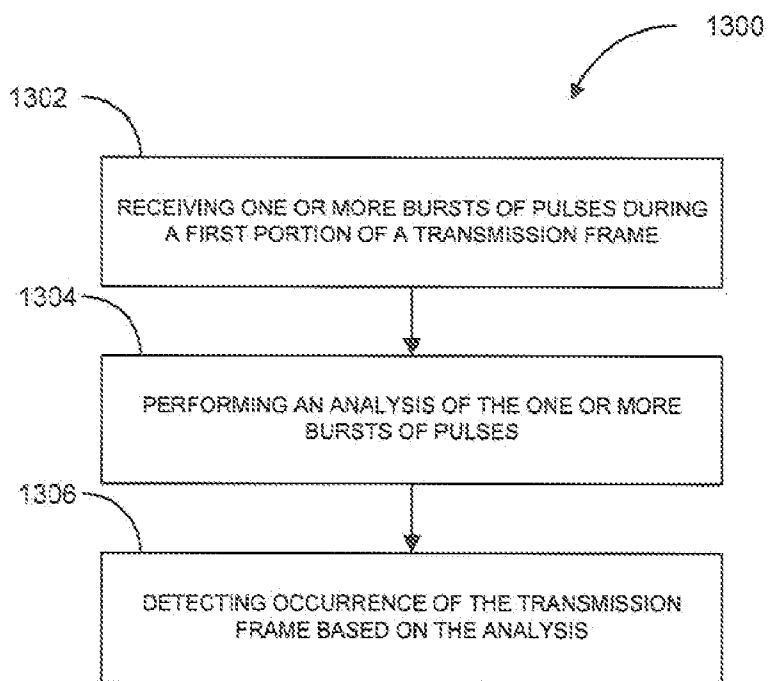 1300
1302
RECEIVING ONE OR MORE BURSTS OF PULSES DURING
A FIRST PORTION OF A TRANSMISSION FRAME
1304
PERFORMING AN ANALYSIS OF THE ONE OR MORE
BURSTS OF PULSES
1306
DETECTING OCCURRENCE OF THE TRANSMISSION
FRAME BASED ON THE ANALYSIS